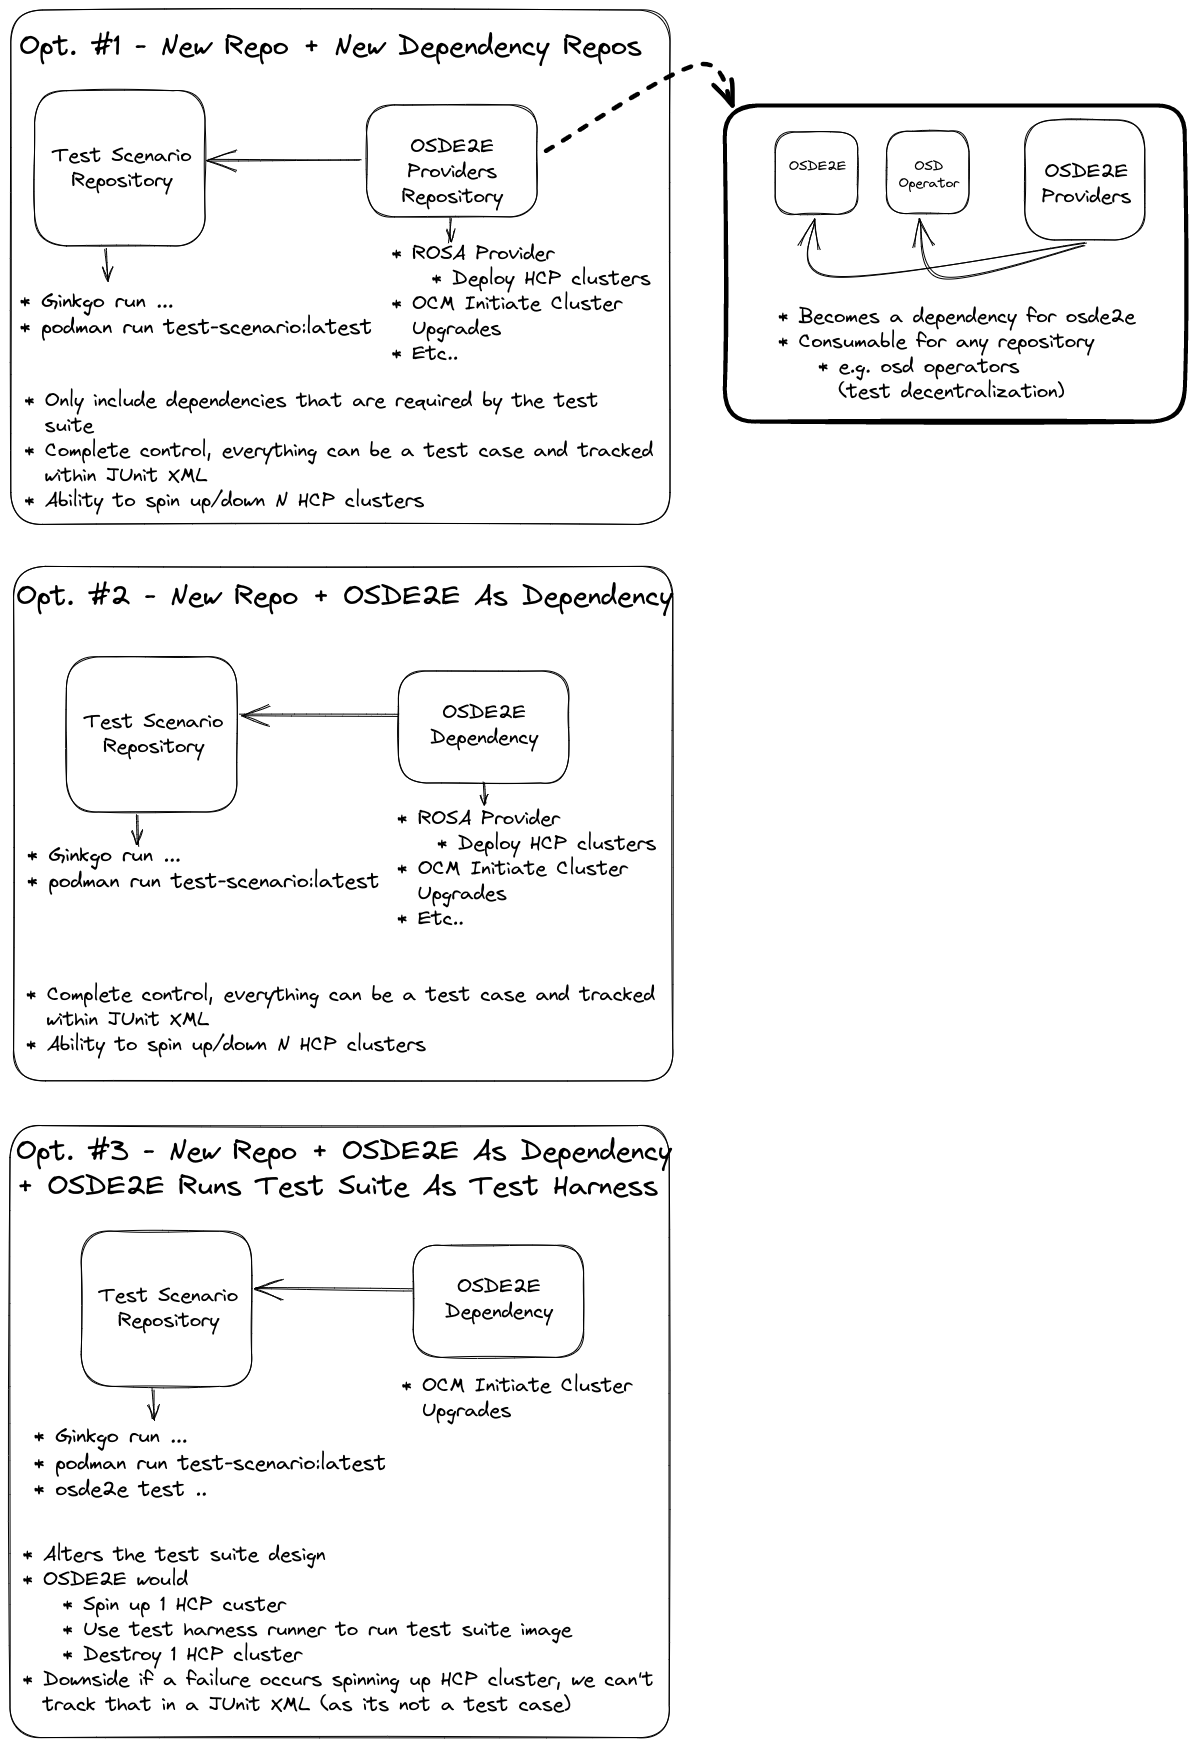 Opt. #1 - New Repo + New Dependency Repos
Test Scenario
Repository
OSDE2E
Providers
Repository
* Ginkgo run ...
* podman run test-scenario:latest
* ROSA Provider
* Deploy HCP clusters
* OCM Initiate Cluster
Upgrades
* Etc..
* Only include dependencies that are required by the test
suite
* Complete control, everything can be a test case and tracked
within JUnit XML
* Ability to spin up/down N HCP clusters
OSDE2E
OSD
Operator
OSDE2E
Providers
* Becomes a dependency for osde2e
* Consumable for any repository
* e.g. osd operators
(test decentralization)
Opt. #2 - New Repo + OSDE2E As Dependency
Test Scenario
Repository
OSDE2E
Dependency
* Ginkgo run ...
* podman run test-scenario:latest
* ROSA Provider
* Deploy HCP clusters
* OCM Initiate Cluster
Upgrades
* Etc..
* Complete control, everything can be a test case and tracked
within JUnit XML
* Ability to spin up/down N HCP clusters
Opt. #3 - New Repo + OSDE2E As Dependency
+ OSDE2E Runs Test Suite As Test Harness
Test Scenario
Repository
OSDE2E
Dependency
* OCM Initiate Cluster
Upgrades
* Ginkgo run ...
* podman run test-scenario:latest
* osde2e test ..
* Alters the test suite design
* OSDE2E would
* Spin up 1 HCP custer
* Use test harness runner to run test suite image
* Destroy 1 HCP cluster
* Downside if a failure occurs spinning up HCP cluster, we can't
track that in a JUnit XML (as its not a test case)